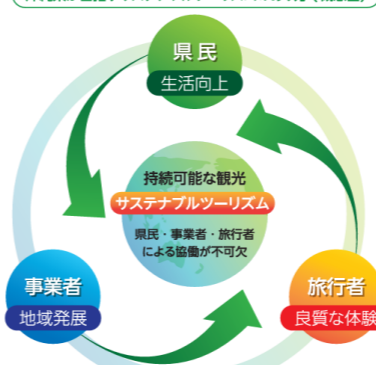 県民
生活向上
持続可能な観光
サステナブルツーリズム
県民・事業者・旅行者
による協働が不可欠
事業者
地域発展
旅行者
良質な体験